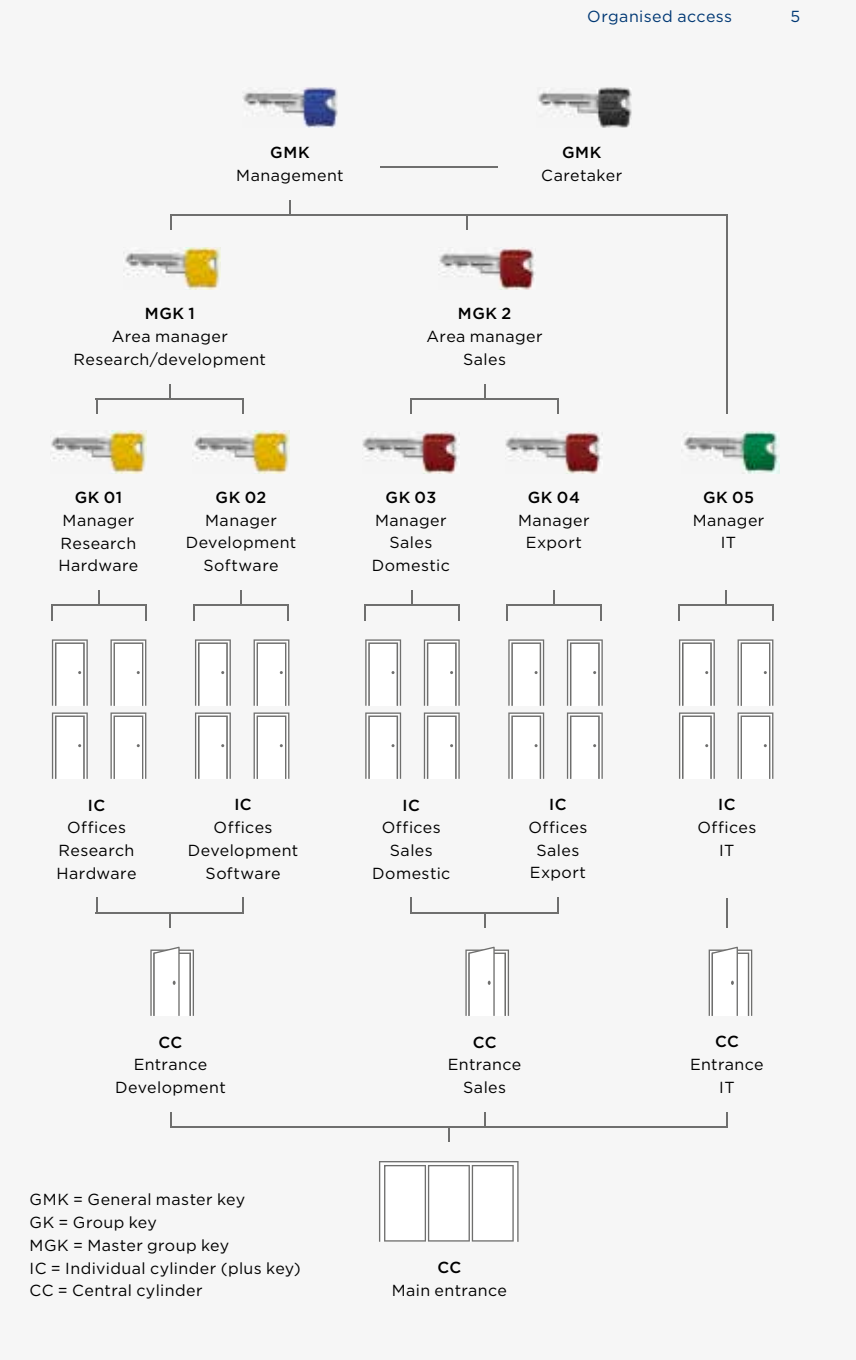 Organised access 5
GMK
Management
GMK
Caretaker
MGK 1
Area manager
Research/development
MGK 2
Area manager
Sales
GK 01
Manager
Research
Hardware
GK 02
Manager
Development
Software
GK 03
Manager
Sales
Domestic
GK 04
Manager
Export
GK 05
Manager
IT
IC
Offices
Research
Hardware
IC
Offices
Development
Software
IC
Offices
Sales
Domestic
IC
Offices
Sales
Export
IC
Offices
IT
CC
Entrance
Development
CC
Entrance
Sales
CC
Entrance
IT
GMK = General master key
GK = Group key
MGK = Master group key
IC = Individual cylinder (plus key)
CC = Central cylinder
CC
Main entrance